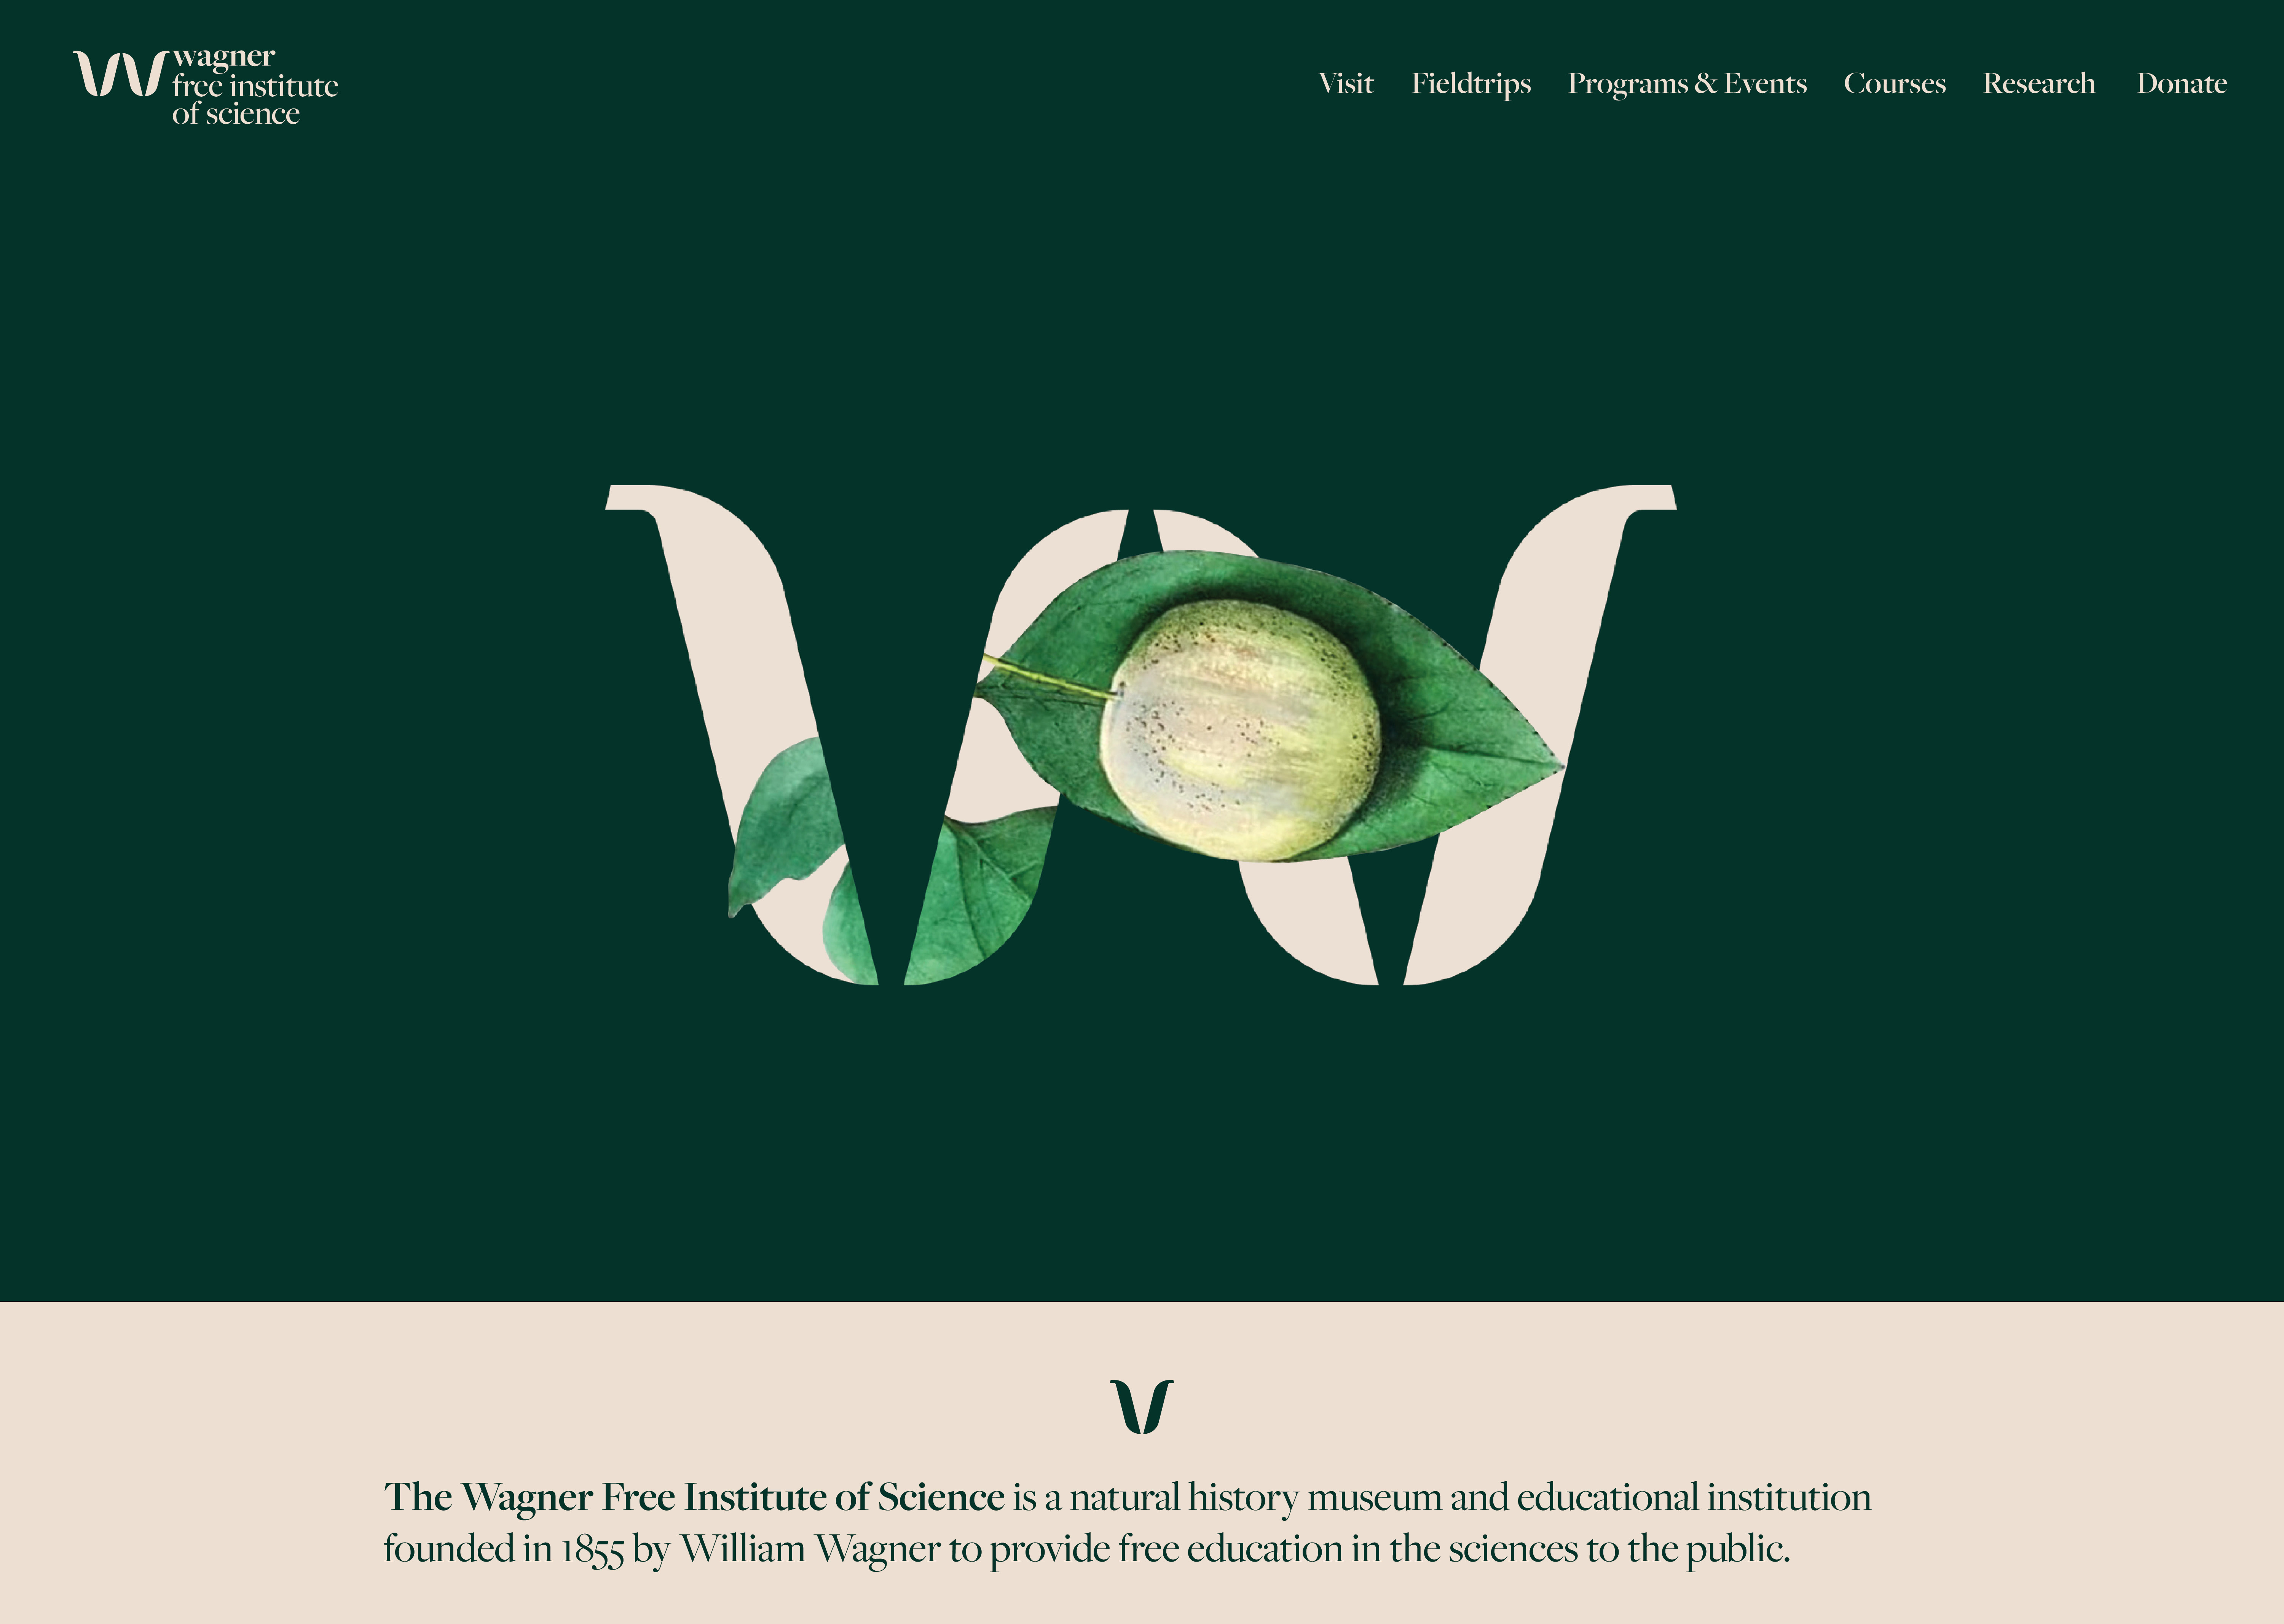 wagner
free institute
of science
Visit Fieldtrips Programs & Events Courses Research Donate
The Wagner Free Institute of Science is a natural history museum and educational institution
founded in 1855 by William Wagner to provide free education in the sciences to the public.